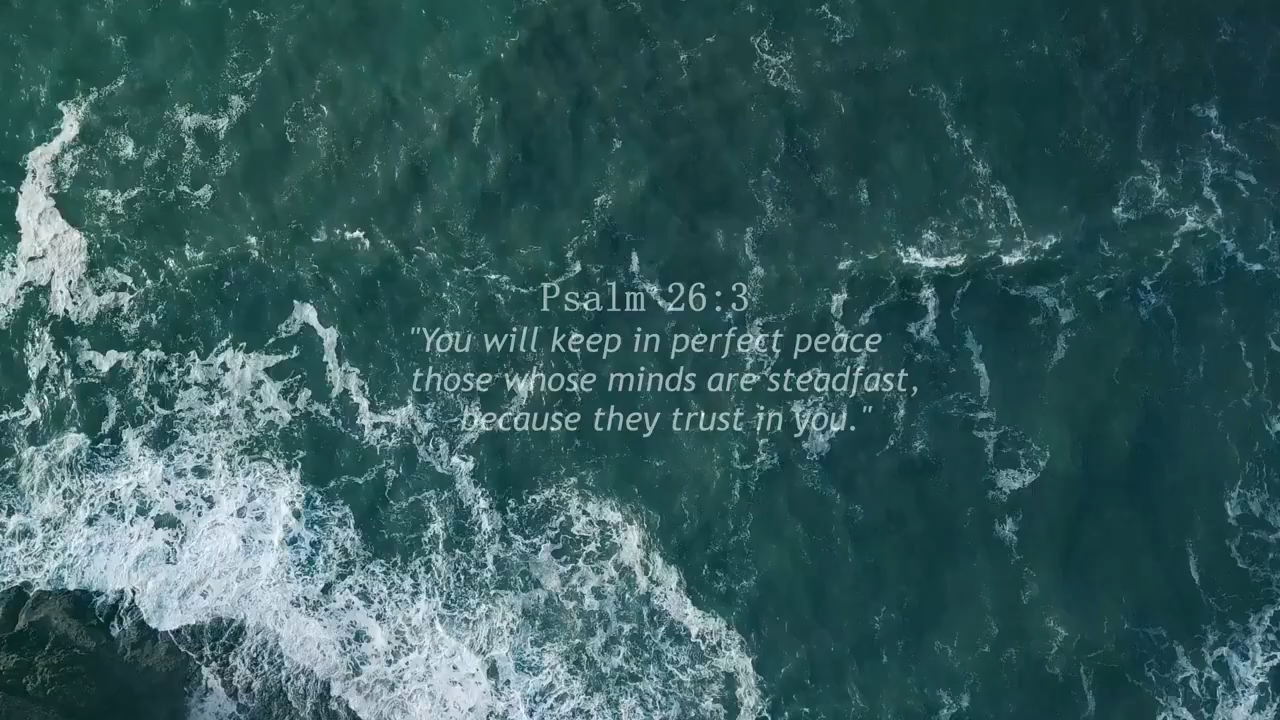 Psalm 26:3
"You will keep in perfect peace
those whose minds are steadfast,
because they trust in you."